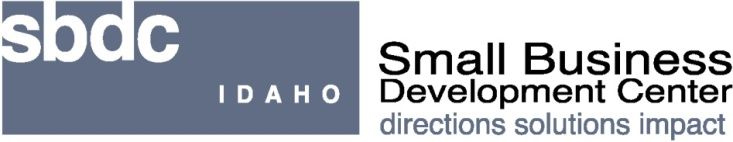 sbdc
IDAHO
Small Business
Development Center
directions solutions impact